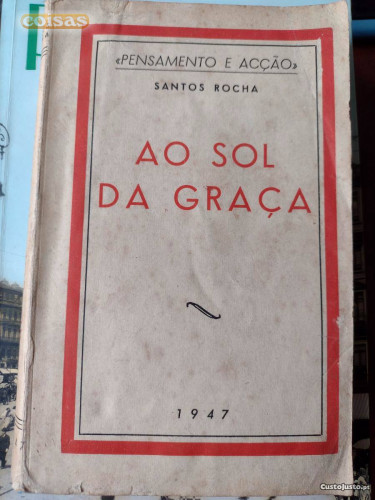 coisas
«PENSAMENTO E ACÇÃO»
SANTOS ROCHA
AO SOL
DA GRAÇA
1947
CustoJusto.pt